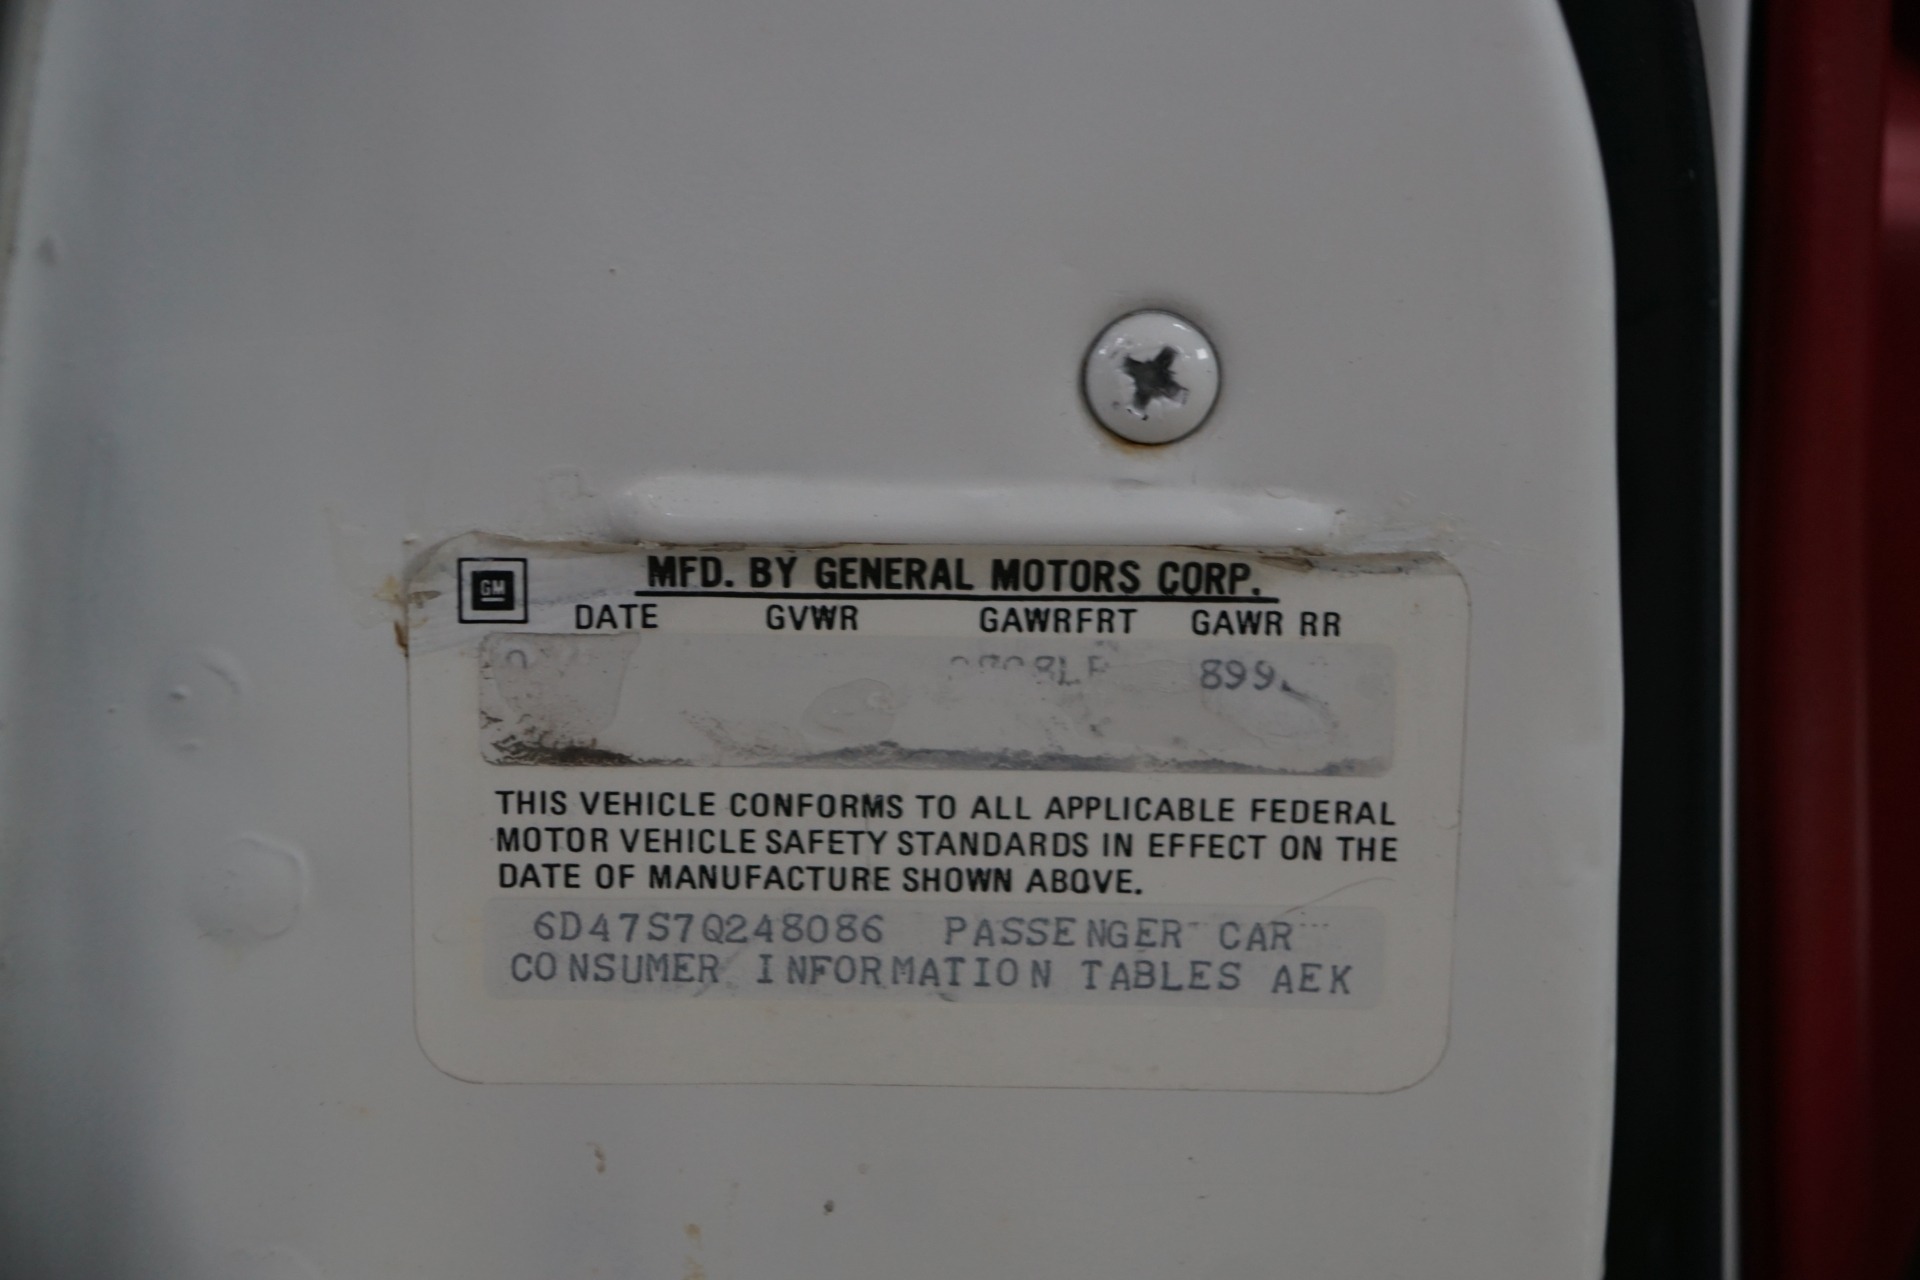 GM
MFD. BY GENERAL MOTORS CORP.
DATE GVWR GAWRFRT GAWR RR
899
THIS VEHICLE CONFORMS TO ALL APPLICABLE FEDERAL
MOTOR VEHICLE SAFETY STANDARDS IN EFFECT ON THE
DATE OF MANUFACTURE SHOWN ABOVE.
6D47S7Q248086 PASSENGER CAR
CONSUMER INFORMATION TABLES AEK